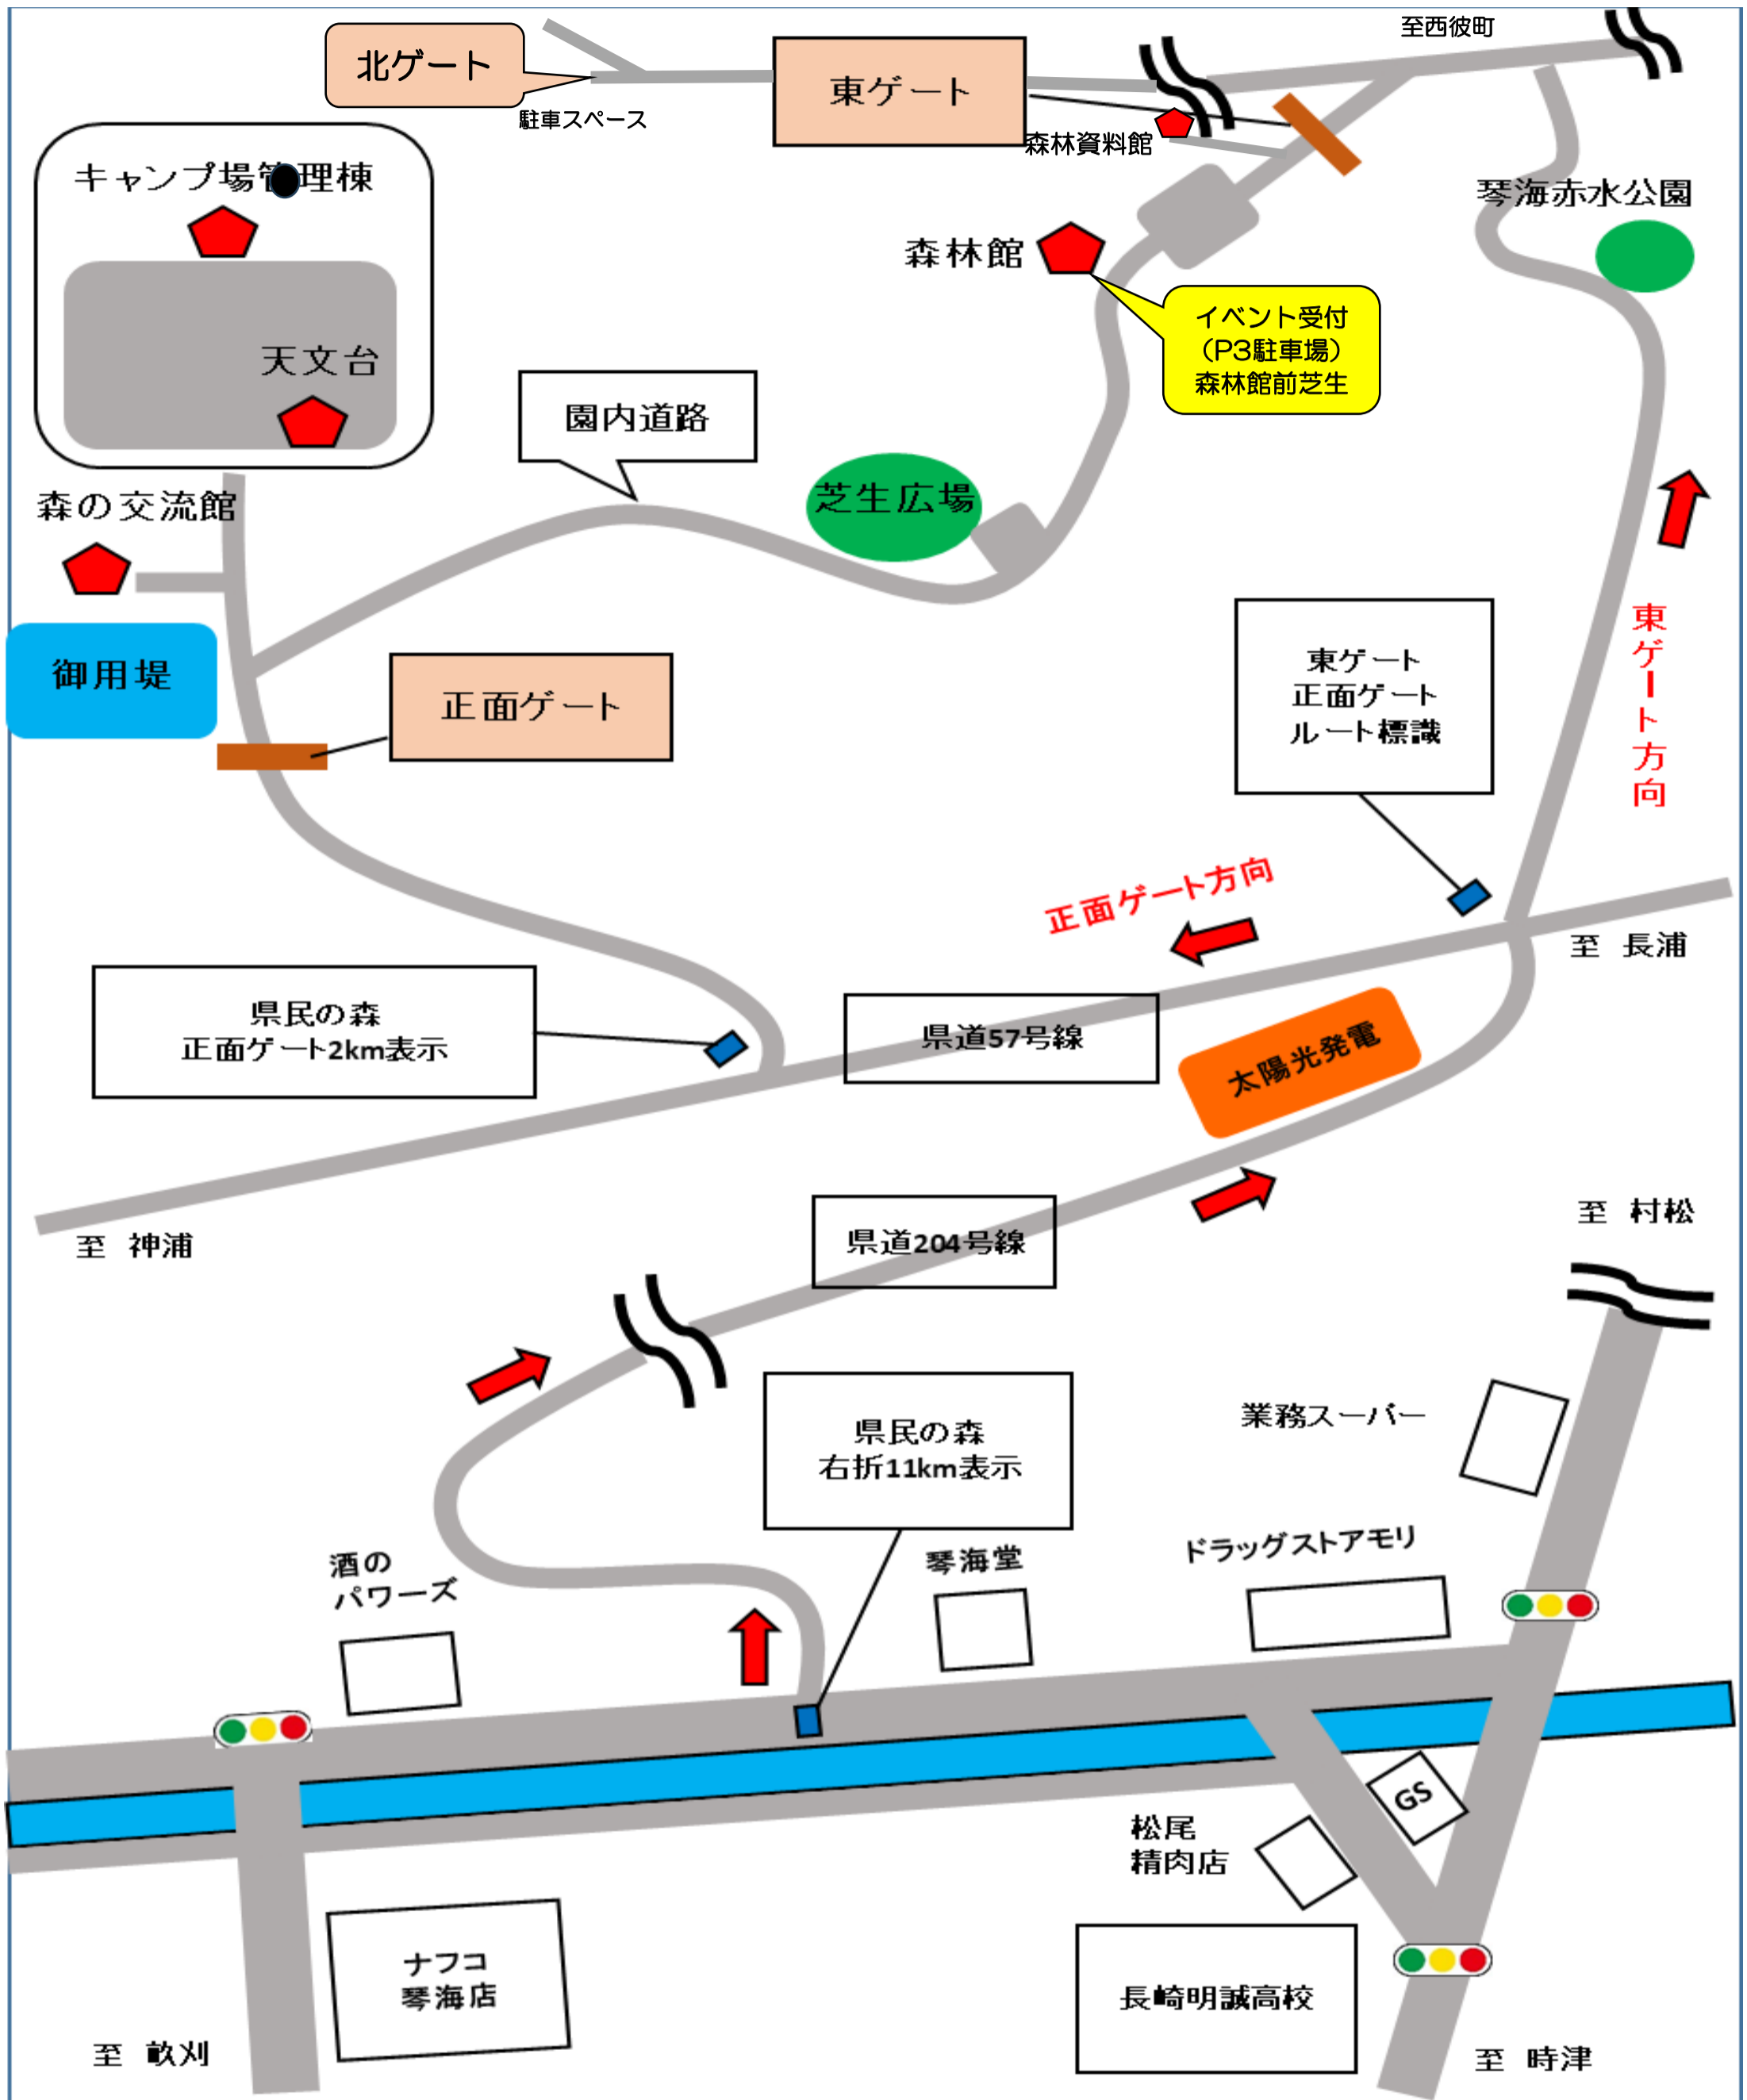 至西彼町
北ゲート
東ゲート
駐車スペース
森林資料館
キャンプ場管理棟
琴海赤水公園
森林館
イベント受付
（P3駐車場）
森林館前芝生
天文台
園内道路
芝生広場
森の交流館
東ゲート方向
御用堤
正面ゲート
東ゲート
正面ゲート
ルート標識
正面ゲート方向
至 長浦
県民の森
正面ゲート2km表示
県道57号線
太陽光発電
至 神浦
県道204号線
至 村松
業務スーパー
県民の森
右折11km表示
酒の
パワーズ
琴海堂
ドラッグストアモリ
GS
松尾
精肉店
ナフコ
琴海店
長崎明誠高校
至 畝刈
至 時津